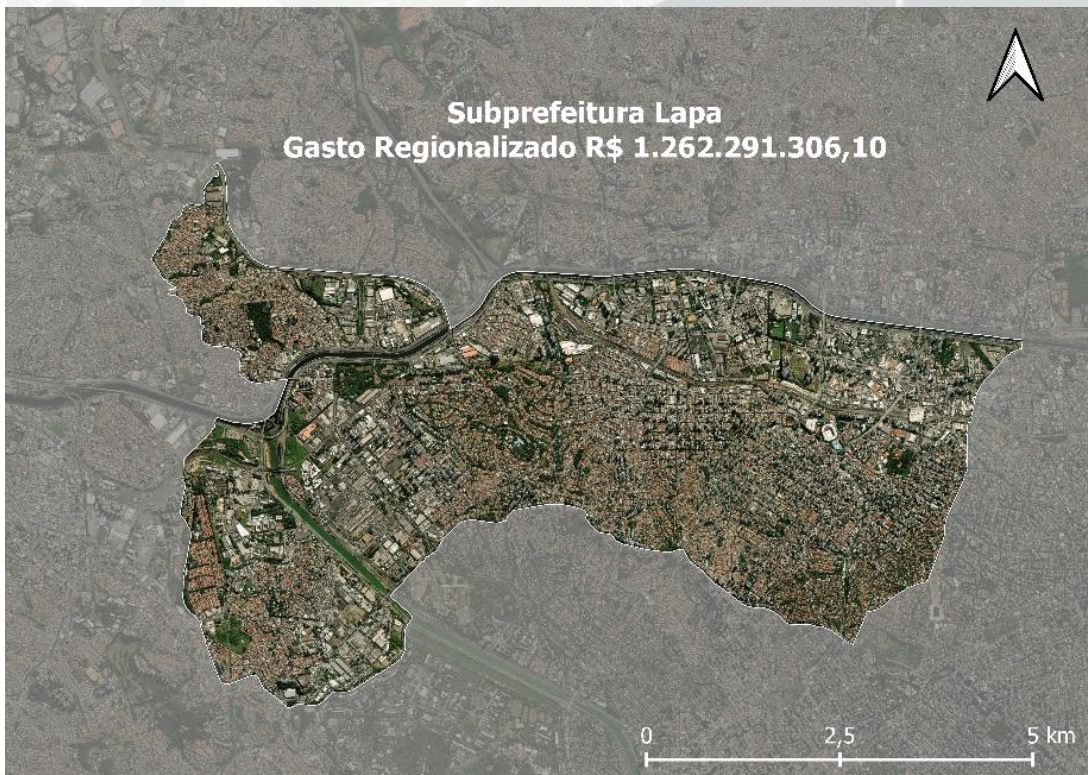 Subprefeitura Lapa
Gasto Regionalizado R$ 1.262.291.306,10
0 2,5 5 km